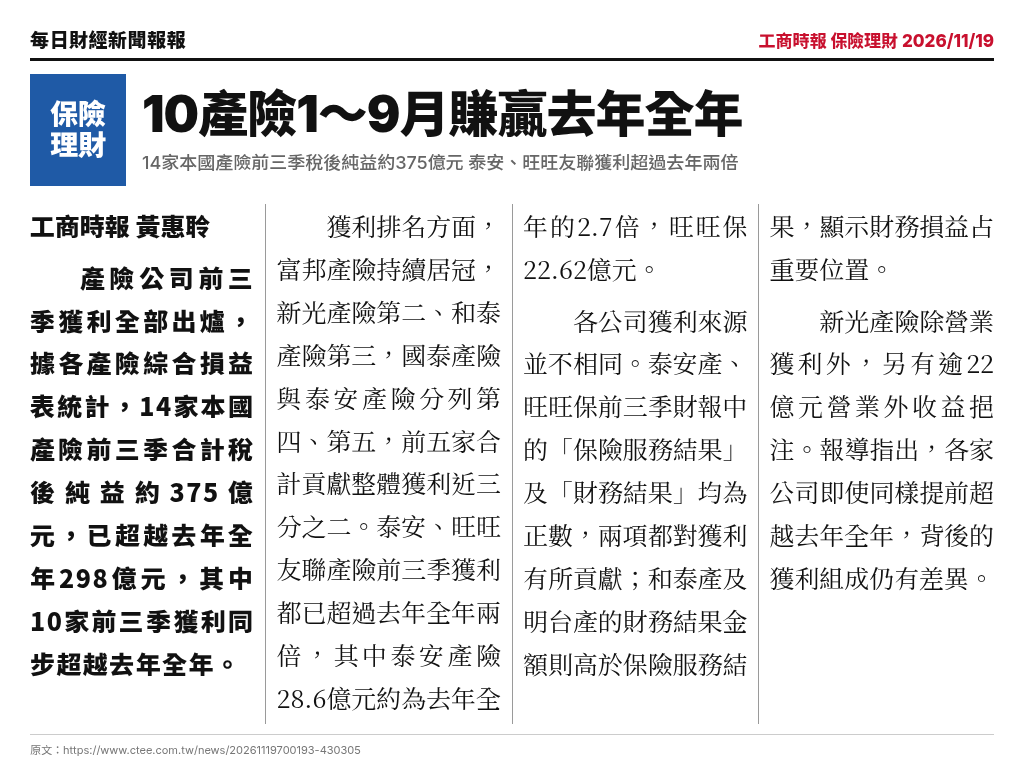 每日財經新聞報報
工商時報 保險理財 2026/11/19
保險
理財
10產險1～9月賺贏去年全年
14家本國產險前三季稅後純益約375億元 泰安、旺旺友聯獲利超過去年兩倍
工商時報 黃惠聆
產險公司前三
季獲利全部出爐，
據各產險綜合損益
表統計，14家本國
產險前三季合計稅
後純益約375億
元，已超越去年全
年298億元，其中
10家前三季獲利同
步超越去年全年。
獲利排名方面，
富邦產險持續居冠，
新光產險第二、和泰
產險第三，國泰產險
與泰安產險分列第
四、第五，前五家合
計貢獻整體獲利近三
分之二。泰安、旺旺
友聯產險前三季獲利
都已超過去年全年兩
倍，其中泰安產險
28.6億元約為去年全
年的2.7倍，旺旺保
22.62億元。
各公司獲利來源
並不相同。泰安產、
旺旺保前三季財報中
的「保險服務結果」
及「財務結果」均為
正數，兩項都對獲利
有所貢獻；和泰產及
明台產的財務結果金
額則高於保險服務結
果，顯示財務損益占
重要位置。
新光產險除營業
獲利外，另有逾22
億元營業外收益挹
注。報導指出，各家
公司即使同樣提前超
越去年全年，背後的
獲利組成仍有差異。
原文：https://www.ctee.com.tw/news/20261119700193-430305